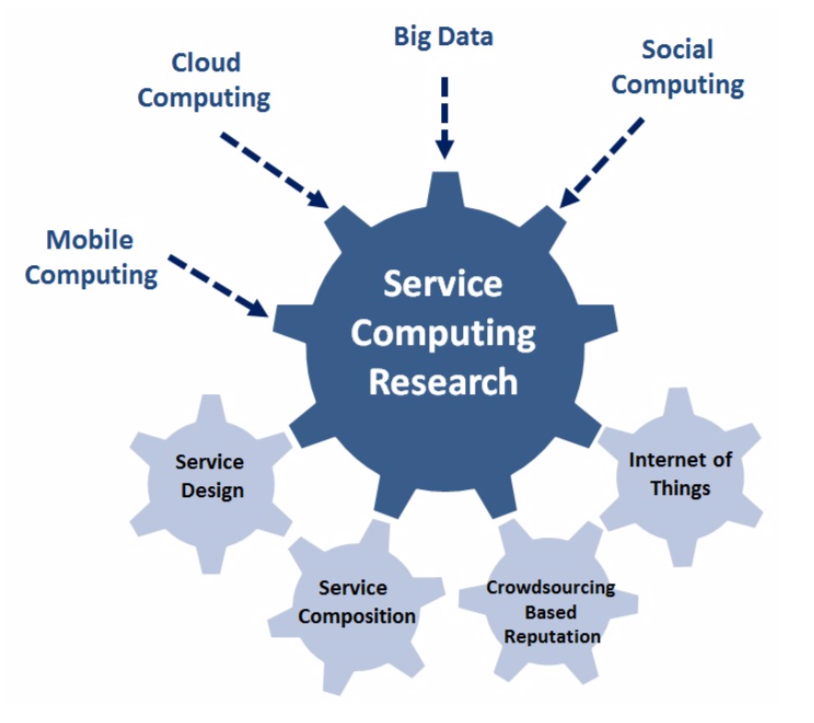 Big Data
Cloud
Computing
Social
Computing
Mobile
Computing
Service
Computing
Research
Service
Design
Internet of
Things
Service
Composition
Crowdsourcing
Based
Reputation